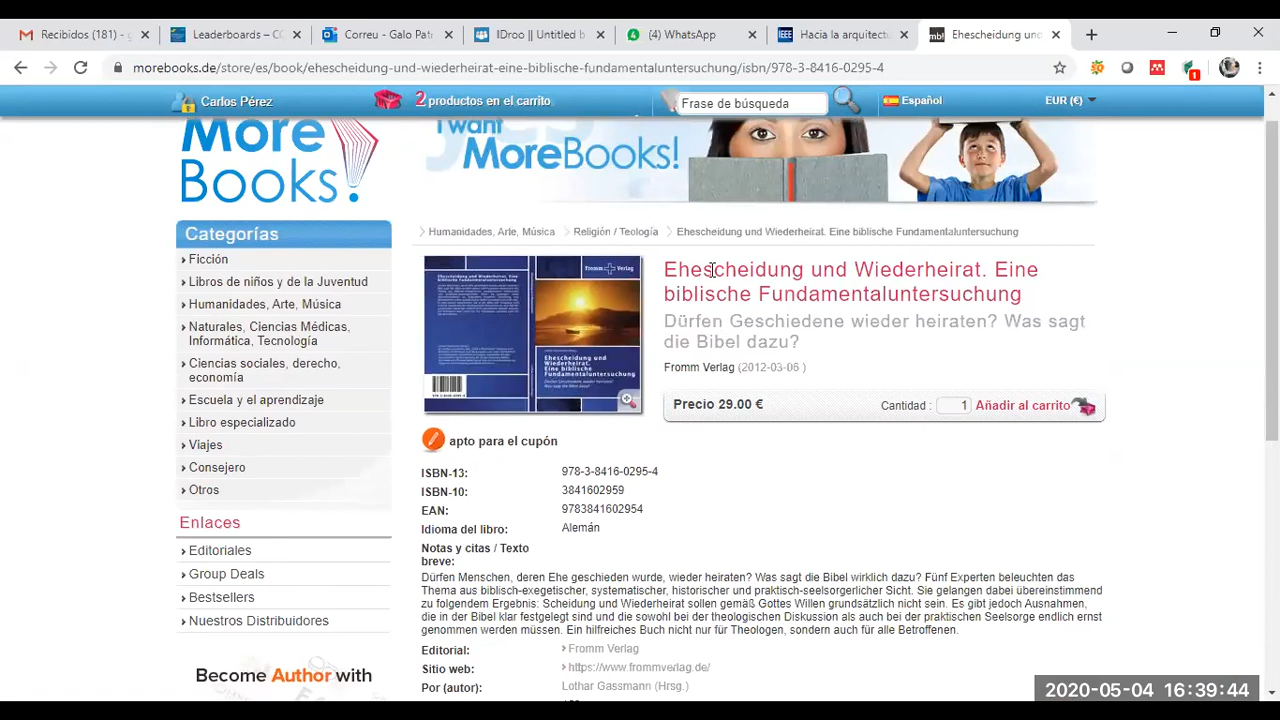 Recibidos (181) - g
Leaderboards – CO
Correu - Galo Pat
IDroo || Untitled b
(4) WhatsApp
IEEE Hacia la arquitectu
mb! Ehescheidung und
morebooks.de/store/es/book/ehescheidung-und-wiederheirat-eine-biblische-fundamentaluntersuchung/isbn/978-3-8416-0295-4
1
Carlos Pérez
2 productos en el carrito
Frase de búsqueda
Español
EUR (€)
More
Books!
i want
MoreBooks!
Categorías
Ficción
Libros de niños y de la Juventud
Humanidades, Arte, Música
Naturales, Ciencias Médicas,
Informática, Tecnología
Ciencias sociales, derecho,
economía
Escuela y el aprendizaje
Libro especializado
Viajes
Consejero
Otros
Enlaces
Editoriales
Group Deals
Bestsellers
Nuestros Distribuidores
Become Author with
Humanidades, Arte, Música
Religión / Teología
Ehescheidung und Wiederheirat. Eine biblische Fundamentaluntersuchung
Fromm Verlag
Ehescheidung und
Wiederheirat.
Eine biblische
Fundamentaluntersuchung
Ehescheidung und Wiederheirat. Eine
biblische Fundamentaluntersuchung
Dürfen Geschiedene wieder heiraten? Was sagt
die Bibel dazu?
Fromm Verlag (2012-03-06 )
Precio 29.00 €
Cantidad : 1 Añadir al carrito
apto para el cupón
ISBN-13: 978-3-8416-0295-4
ISBN-10: 3841602959
EAN: 9783841602954
Idioma del libro: Alemán
Notas y citas / Texto
breve:
Dürfen Menschen, deren Ehe geschieden wurde, wieder heiraten? Was sagt die Bibel wirklich dazu? Fünf Experten beleuchten das
Thema aus biblisch-exegetischer, systematischer, historischer und praktisch-seelsorgerlicher Sicht. Sie gelangen dabei übereinstimmend
zu folgendem Ergebnis: Scheidung und Wiederheirat sollen gemäß Gottes Willen grundsätzlich nicht sein. Es gibt jedoch Ausnahmen,
die in der Bibel klar festgelegt sind und die sowohl bei der theologischen Diskussion als auch bei der praktischen Seelsorge endlich ernst
genommen werden müssen. Ein hilfreiches Buch nicht nur für Theologen, sondern auch für alle Betroffenen.
Editorial: Fromm Verlag
Sitio web: https://www.frommverlag.de/
Por (autor): Lothar Gassmann (Hrsg.)
2020-05-04 16:39:44